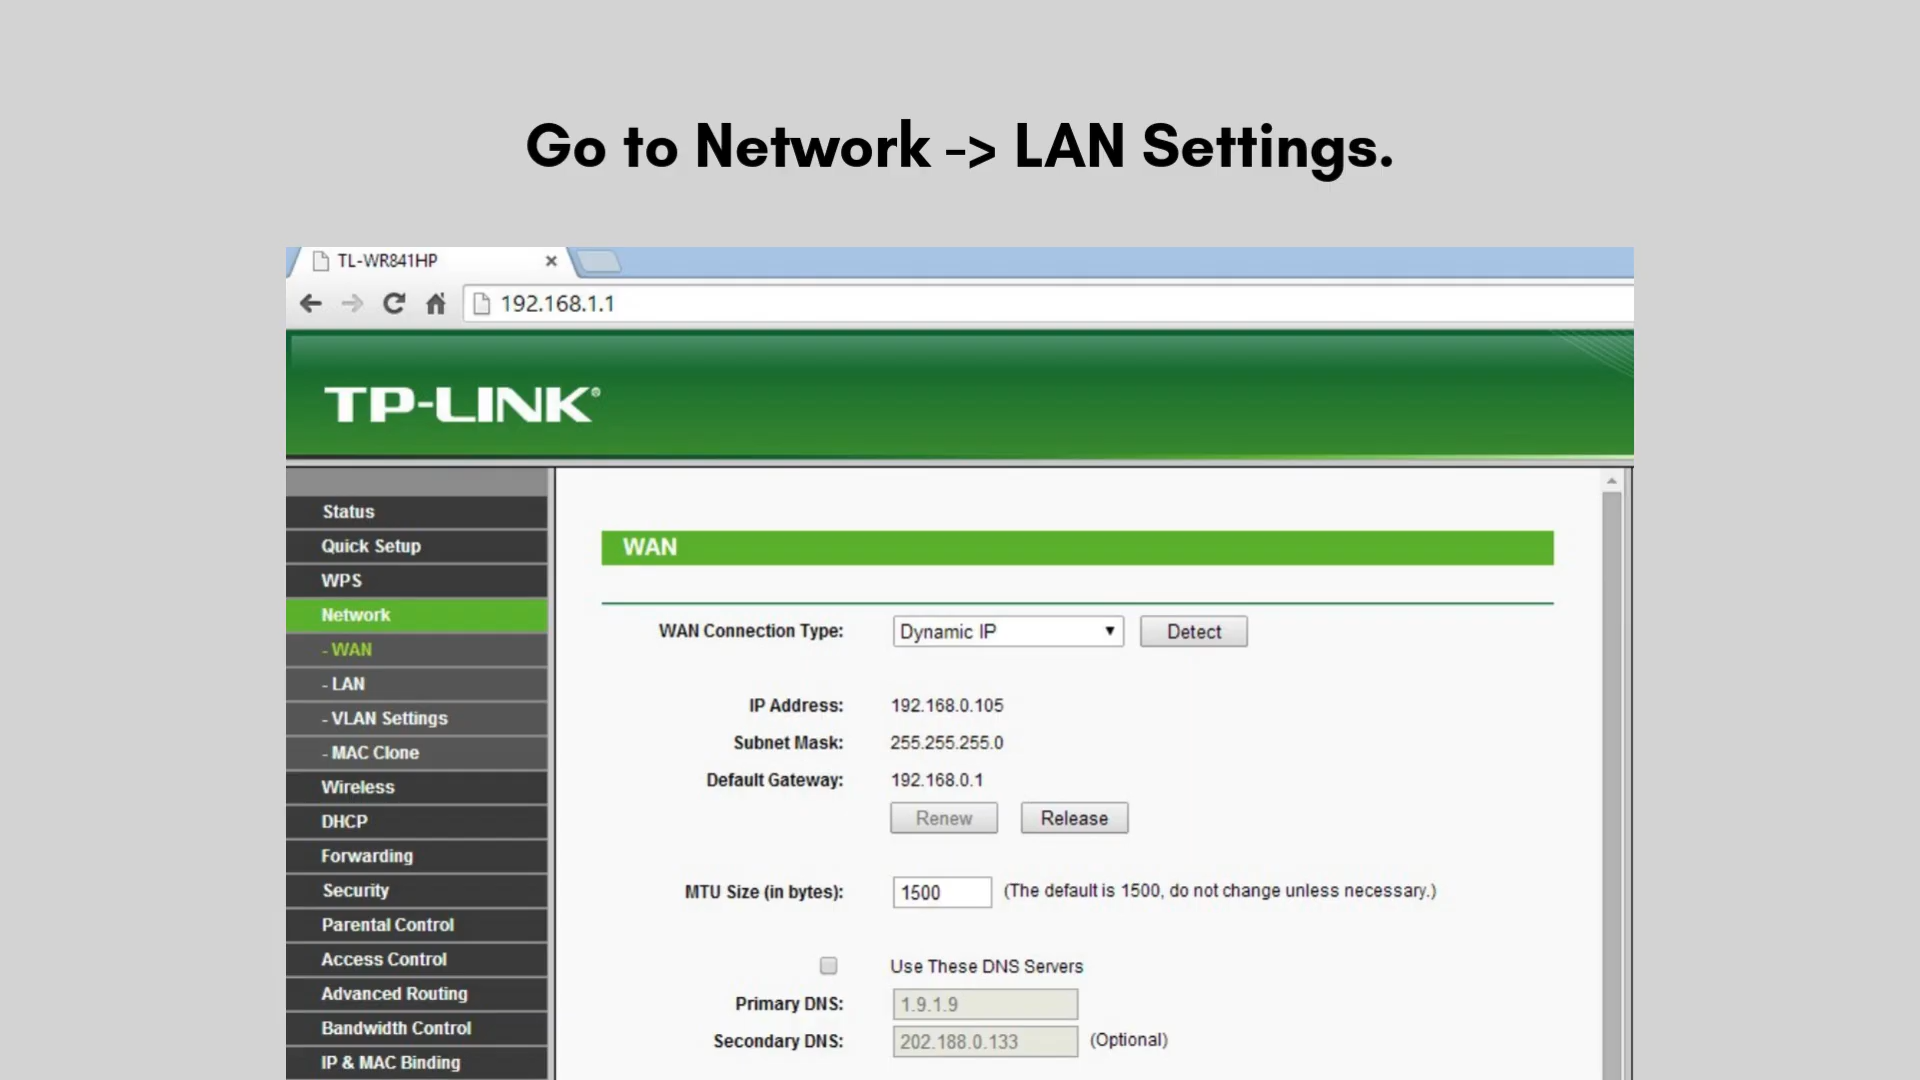 Go to Network -> LAN Settings.
TL-WR841HP
192.168.1.1
TP-LINK®
Status
Quick Setup
WPS
Network
- WAN
- LAN
- VLAN Settings
- MAC Clone
Wireless
DHCP
Forwarding
Security
Parental Control
Access Control
Advanced Routing
Bandwidth Control
IP & MAC Binding
WAN
WAN Connection Type: Dynamic IP Detect
IP Address: 192.168.0.105
Subnet Mask: 255.255.255.0
Default Gateway: 192.168.0.1
Renew Release
MTU Size (in bytes): 1500 (The default is 1500, do not change unless necessary.)
Use These DNS Servers
Primary DNS: 1.9.1.9
Secondary DNS: 202.188.0.133 (Optional)